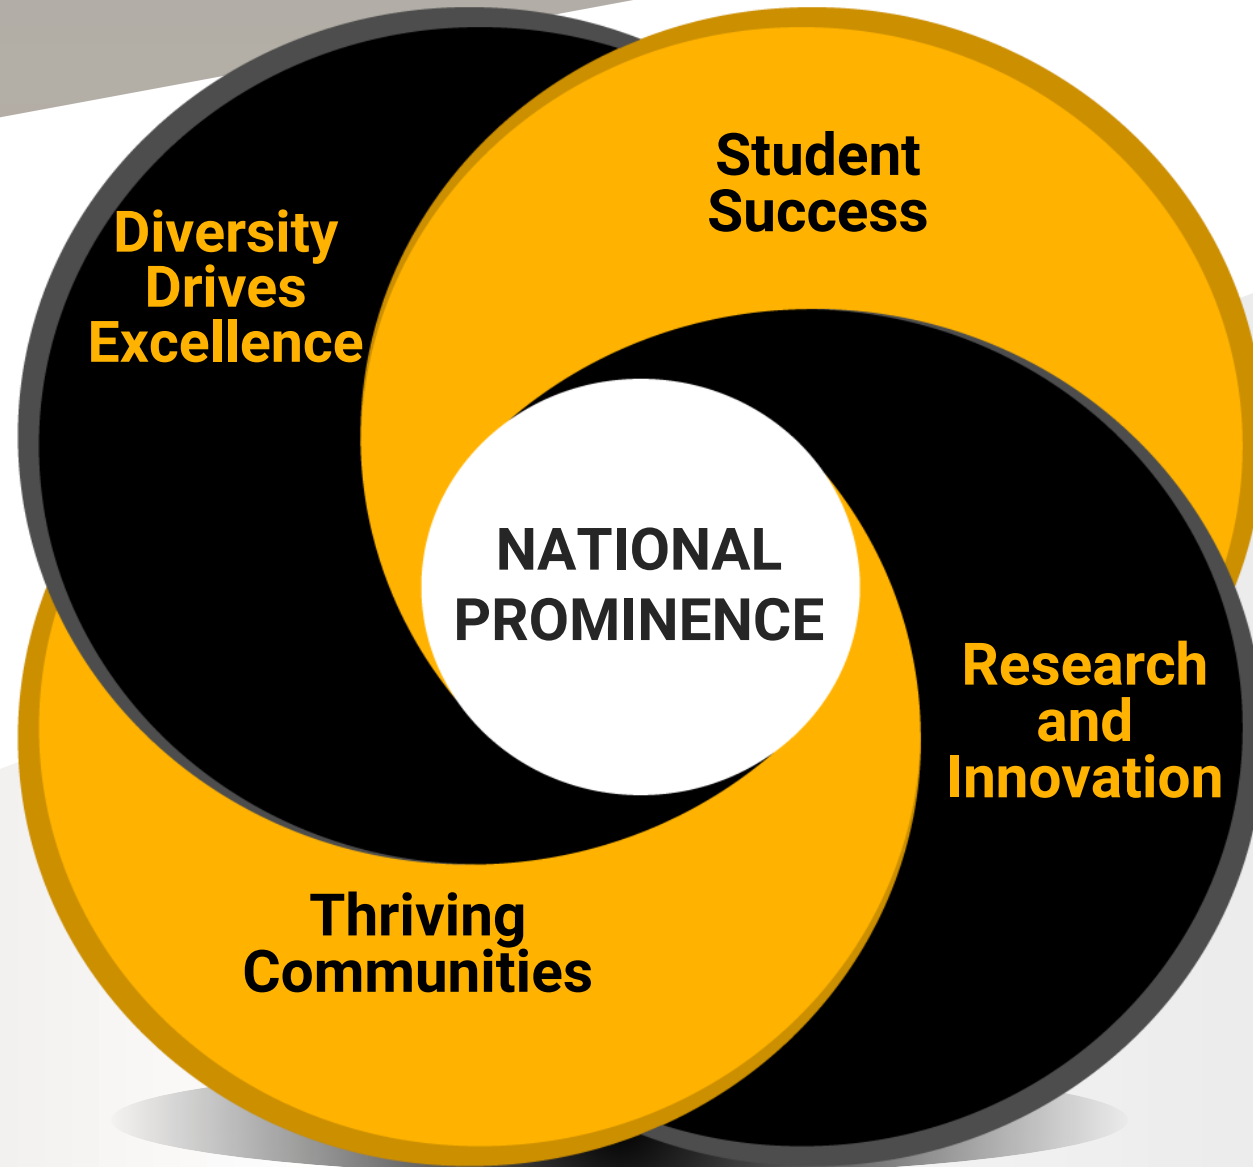 Student
Success
Diversity
Drives
Excellence
NATIONAL
PROMINENCE
Research
and
Innovation
Thriving
Communities